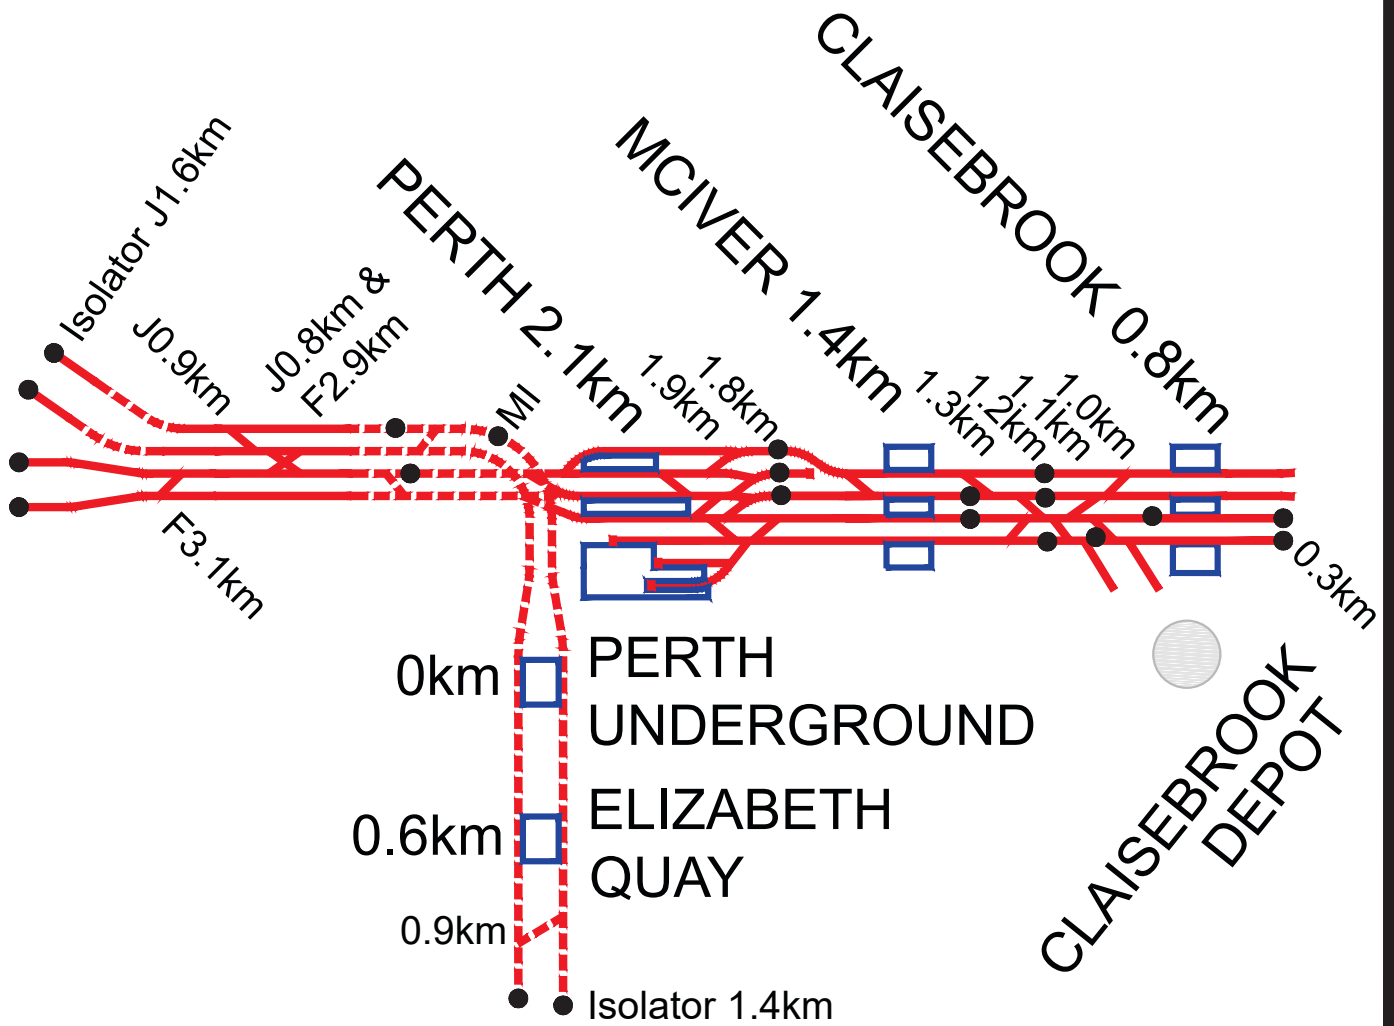 CLAISEBROOK 0.8km
MCIVER 1.4km
PERTH 2.1km
Isolator J1.6km
J0.9km
J0.8km &
F2.9km
MI
1.9km
1.8km
1.3km
1.2km
1.1km
1.0km
F3.1km
0.3km
0km
PERTH
UNDERGROUND
0.6km
ELIZABETH
QUAY
0.9km
Isolator 1.4km
CLAISEBROOK
DEPOT